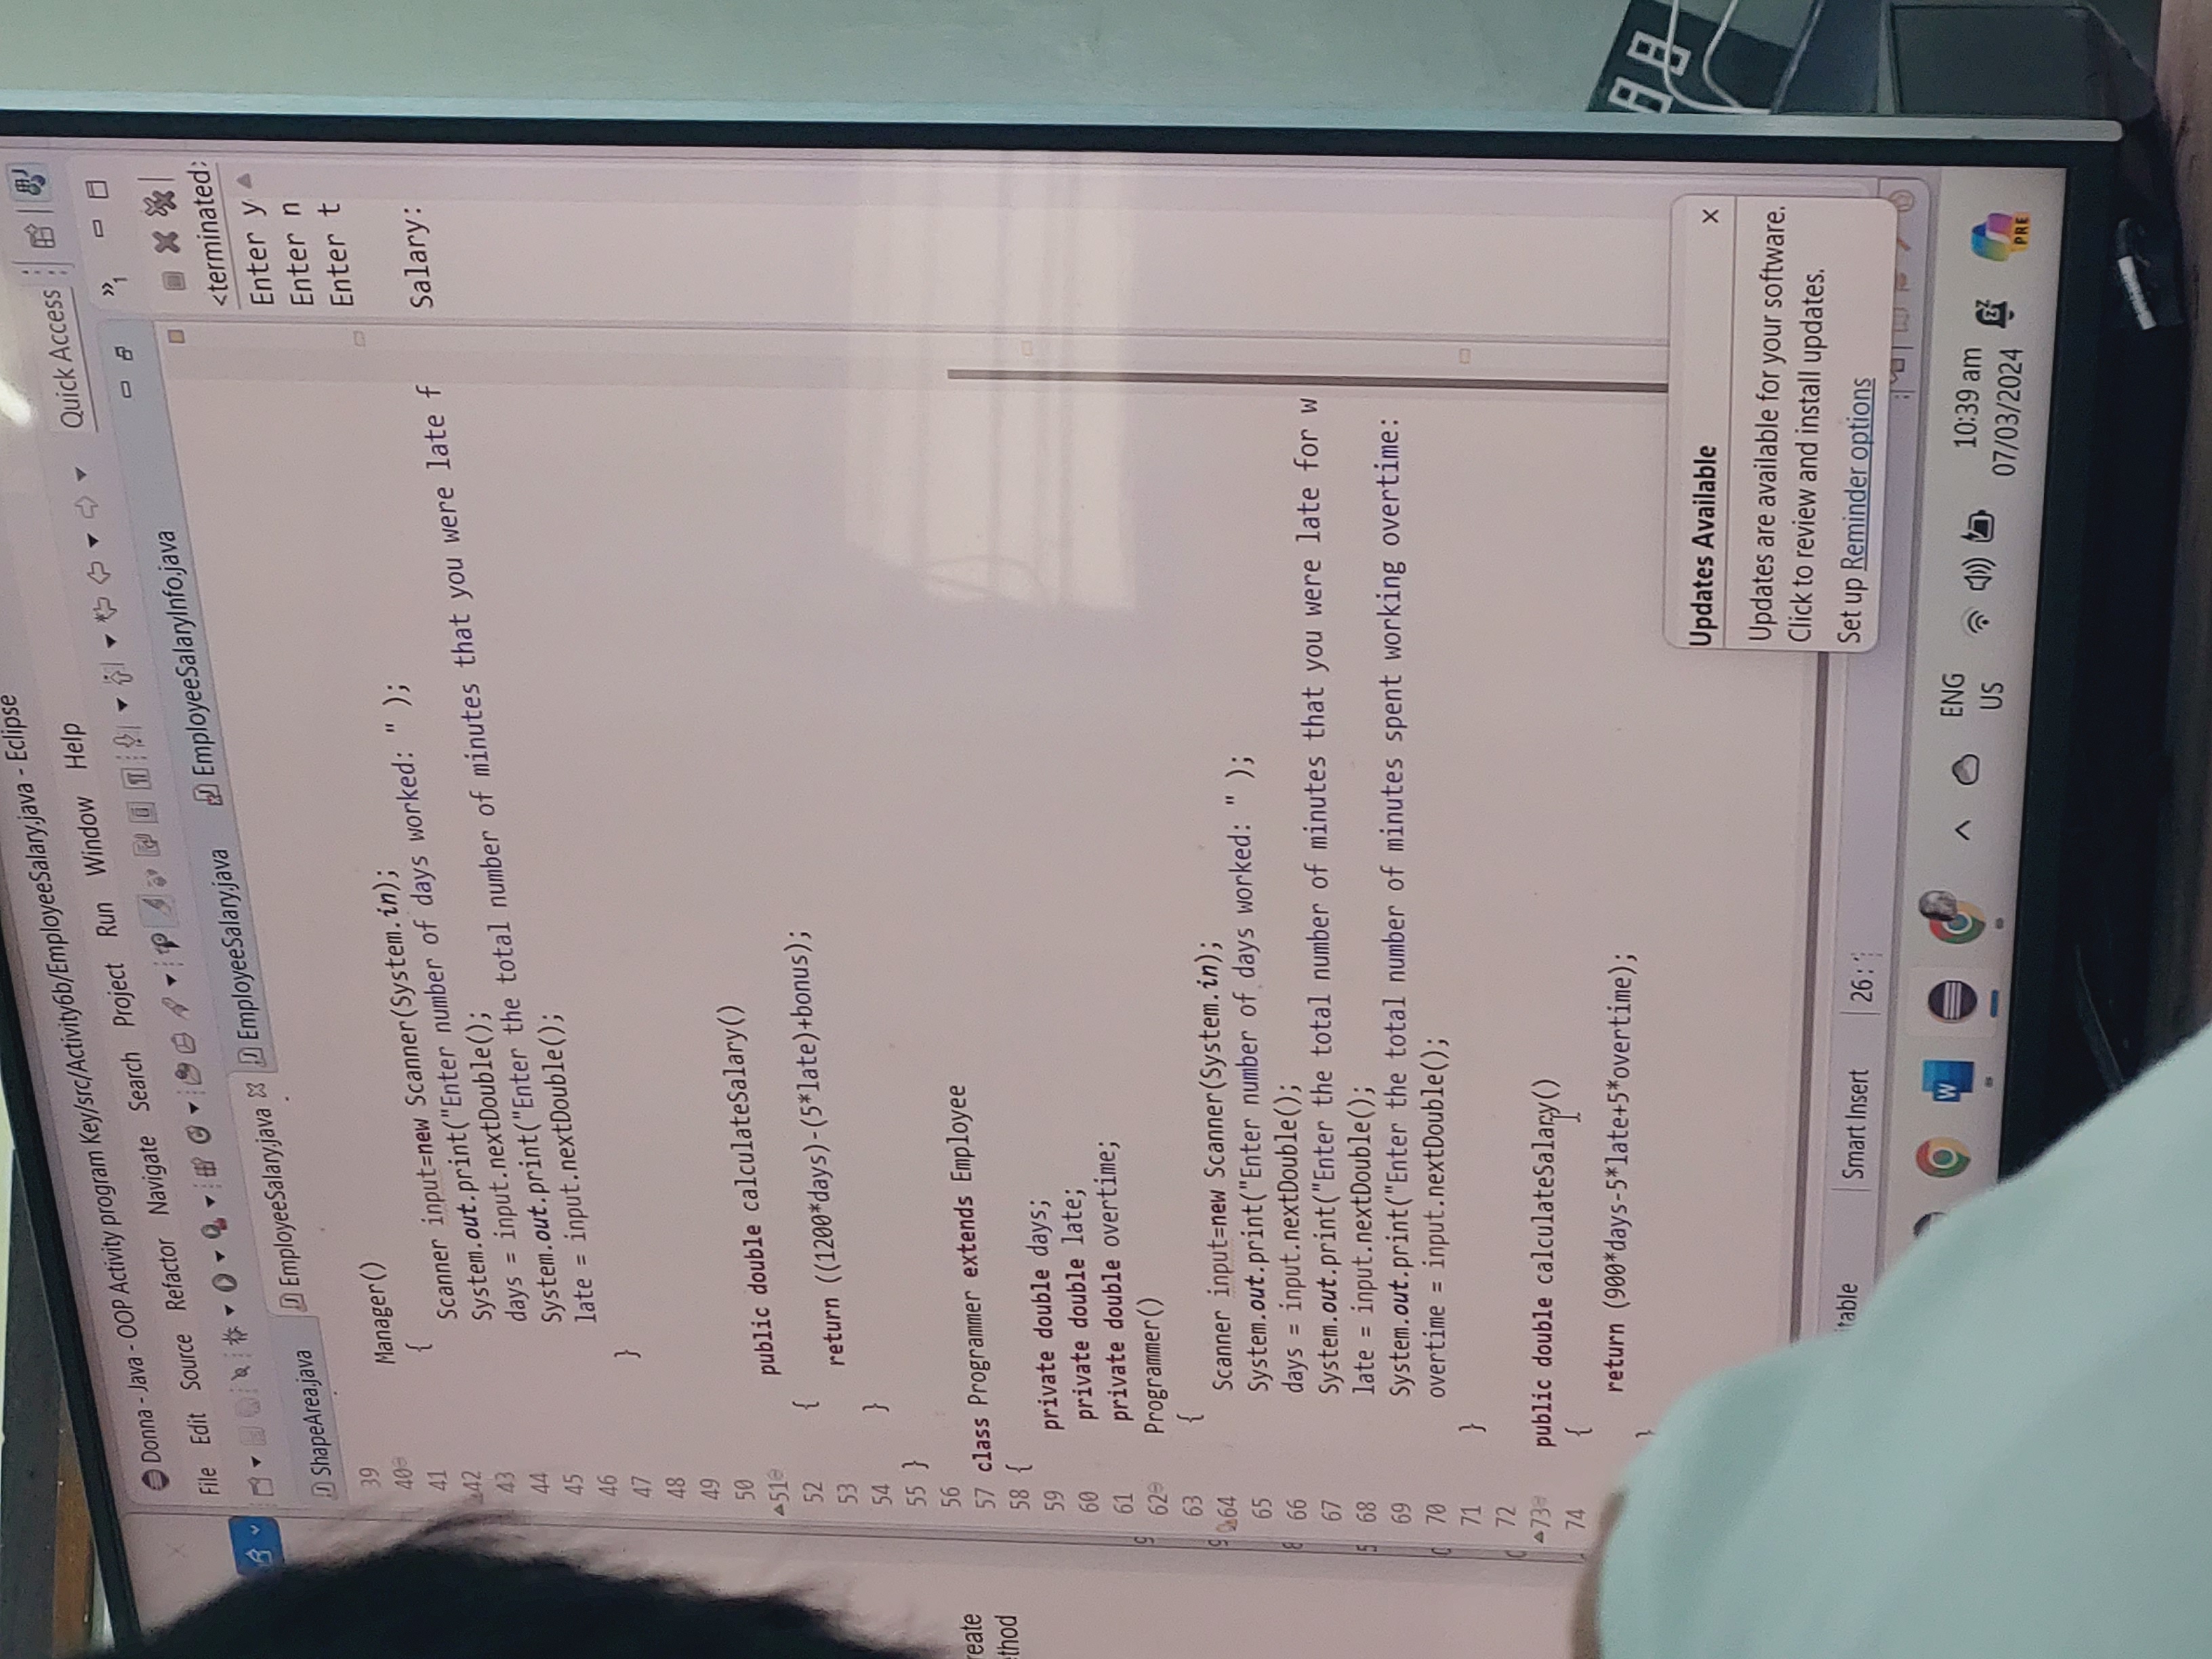 Donna - Java - OOP Activity program Key/src/Activity6b/EmployeeSalary.java - Eclipse
File Edit Source Refactor Navigate Search Project Run Window Help
Quick Access
ShapeArea.java EmployeeSalary.java EmployeeSalary.java EmployeeSalaryInfo.java
39
40 Manager()
41 {
42 Scanner input=new Scanner(System.in);
43 System.out.print("Enter number of days worked: " );
44 days = input.nextDouble();
45 System.out.print("Enter the total number of minutes that you were late f
46 late = input.nextDouble();
47 }
48
49
50
51 public double calculateSalary()
52 {
53 return ((1200*days)-(5*late)+bonus);
54 }
55 }
56
57 class Programmer extends Employee
58 {
59 private double days;
60 private double late;
61 private double overtime;
62 Programmer()
63 {
64 Scanner input=new Scanner(System.in);
65 System.out.print("Enter number of days worked: " );
66 days = input.nextDouble();
67 System.out.print("Enter the total number of minutes that you were late for w
68 late = input.nextDouble();
69 System.out.print("Enter the total number of minutes spent working overtime:
70 overtime = input.nextDouble();
71 }
72
73 public double calculateSalary()
74 {
return (900*days-5*late+5*overtime);
}
<terminated>
Enter y
Enter n
Enter t
Salary:
reate
thod
Updates Available x
Updates are available for your software.
Click to review and install updates.
Set up Reminder options
table Smart Insert 26 :
ENG
US
10:39 am
07/03/2024
PRE